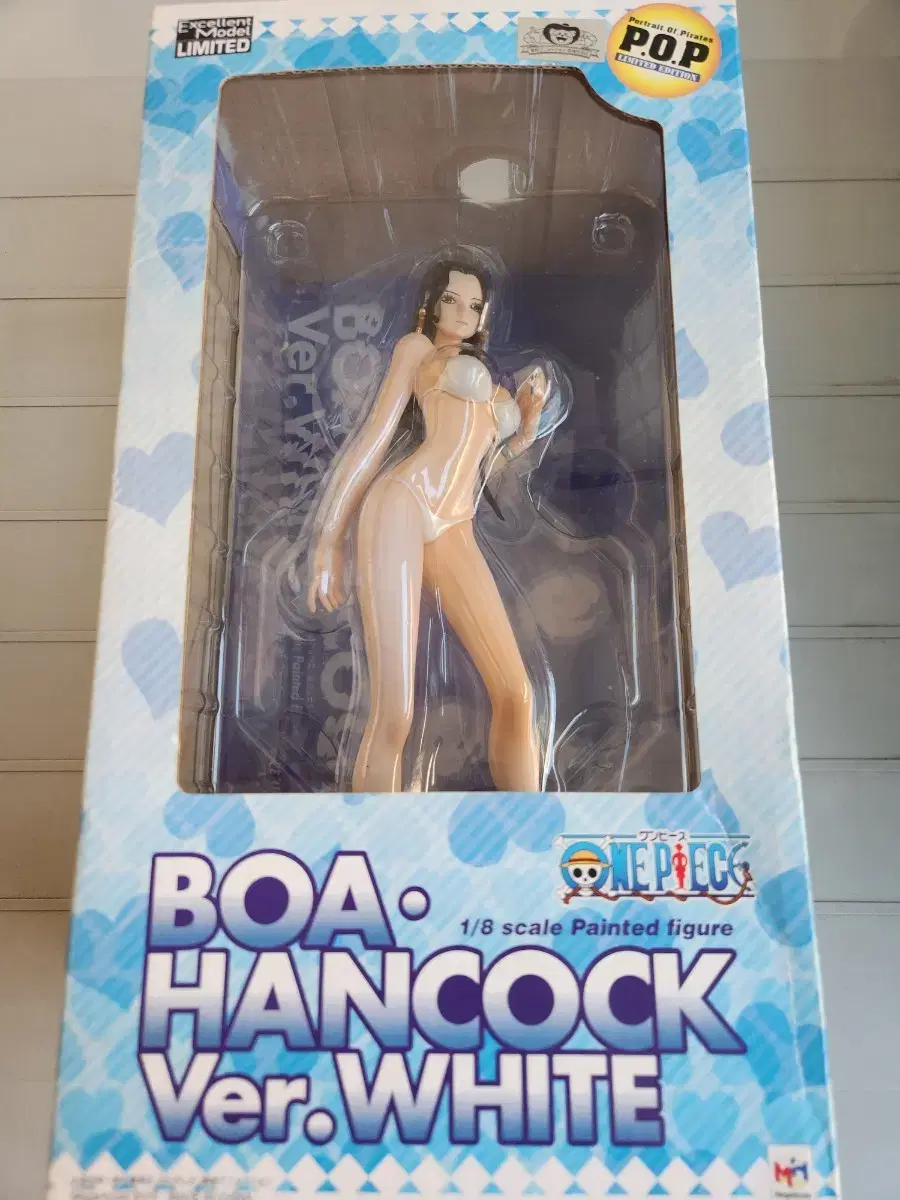 Excellent
Model
LIMITED
Portrait Of Pirates
P.O.P
LIMITED EDITION
ワンピース
ONE PIECE
1/8 scale Painted figure
BOA・
HANCOCK
Ver.WHITE
MegaHouse